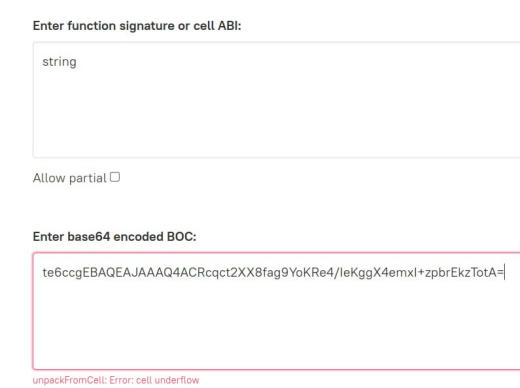 Enter function signature or cell ABI:
string
Allow partial
Enter base64 encoded BOC:
te6ccgEBAQEAJAAAAQ4ACRcqct2XX8fag9YoKRe4/IeKggX4emxI+zpbrEkzTotA=
unpackFromCell: Error: cell underflow